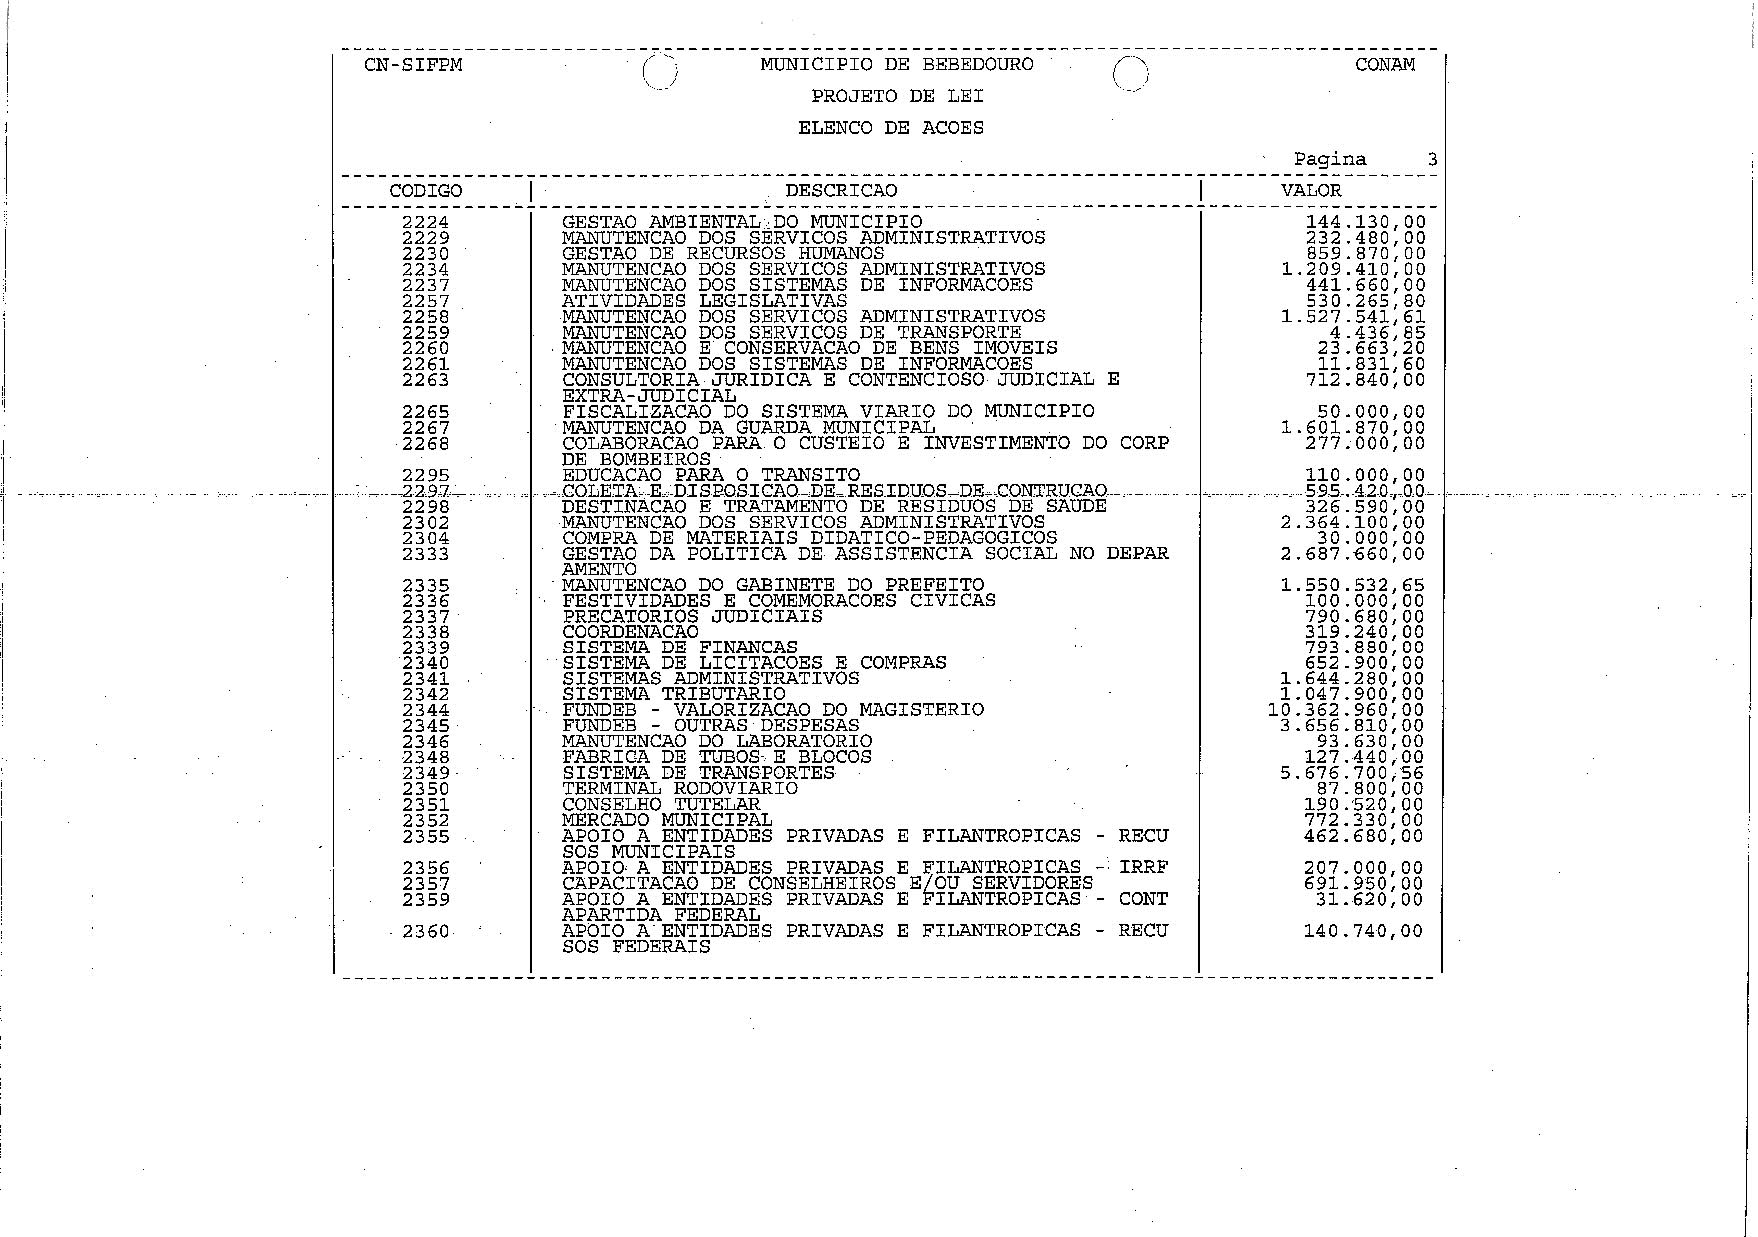 CN-SIFPM MUNICIPIO DE BEBEDOURO CONAM
PROJETO DE LEI
ELENCO DE ACOES
Pagina 3
CODIGO | DESCRICAO | VALOR
2224 GESTAO AMBIENTAL DO MUNICIPIO 144.130,00
2229 MANUTENCAO DOS SERVICOS ADMINISTRATIVOS 232.480,00
2230 GESTAO DE RECURSOS HUMANOS 859.870,00
2234 MANUTENCAO DOS SERVICOS ADMINISTRATIVOS 1.209.410,00
2237 MANUTENCAO DOS SISTEMAS DE INFORMACOES 441.660,00
2257 ATIVIDADES LEGISLATIVAS 530.265,80
2258 MANUTENCAO DOS SERVICOS ADMINISTRATIVOS 1.527.541,61
2259 MANUTENCAO DOS SERVICOS DE TRANSPORTE 4.436,85
2260 MANUTENCAO E CONSERVACAO DE BENS IMOVEIS 23.663,20
2261 MANUTENCAO DOS SISTEMAS DE INFORMACOES 11.831,60
2263 CONSULTORIA JURIDICA E CONTENCIOSO JUDICIAL E 712.840,00
EXTRA-JUDICIAL
2265 FISCALIZACAO DO SISTEMA VIARIO DO MUNICIPIO 50.000,00
2267 MANUTENCAO DA GUARDA MUNICIPAL 1.601.870,00
2268 COLABORACAO PARA O CUSTEIO E INVESTIMENTO DO CORP 277.000,00
DE BOMBEIROS
2295 EDUCACAO PARA O TRANSITO 110.000,00
2297 COLETA E DISPOSICAO DE RESIDUOS DE CONTRUCAO 595.420,00
2298 DESTINACAO E TRATAMENTO DE RESIDUOS DE SAUDE 326.590,00
2302 MANUTENCAO DOS SERVICOS ADMINISTRATIVOS 2.364.100,00
2304 COMPRA DE MATERIAIS DIDATICO-PEDAGOGICOS 30.000,00
2333 GESTAO DA POLITICA DE ASSISTENCIA SOCIAL NO DEPAR 2.687.660,00
AMENTO
2335 MANUTENCAO DO GABINETE DO PREFEITO 1.550.532,65
2336 FESTIVIDADES E COMEMORACOES CIVICAS 100.000,00
2337 PRECATORIOS JUDICIAIS 790.680,00
2338 COORDENACAO 319.240,00
2339 SISTEMA DE FINANCAS 793.880,00
2340 SISTEMA DE LICITACOES E COMPRAS 652.900,00
2341 SISTEMAS ADMINISTRATIVOS 1.644.280,00
2342 SISTEMA TRIBUTARIO 1.047.900,00
2344 FUNDEB - VALORIZACAO DO MAGISTERIO 10.362.960,00
2345 FUNDEB - OUTRAS DESPESAS 3.656.810,00
2346 MANUTENCAO DO LABORATORIO 93.630,00
2348 FABRICA DE TUBOS E BLOCOS 127.440,00
2349 SISTEMA DE TRANSPORTES 5.676.700,56
2350 TERMINAL RODOVIARIO 87.800,00
2351 CONSELHO TUTELAR 190.520,00
2352 MERCADO MUNICIPAL 772.330,00
2355 APOIO A ENTIDADES PRIVADAS E FILANTROPICAS - RECU 462.680,00
SOS MUNICIPAIS
2356 APOIO A ENTIDADES PRIVADAS E FILANTROPICAS - IRRF 207.000,00
2357 CAPACITACAO DE CONSELHEIROS E/OU SERVIDORES 691.950,00
2359 APOIO A ENTIDADES PRIVADAS E FILANTROPICAS - CONT 31.620,00
APARTIDA FEDERAL
2360 APOIO A ENTIDADES PRIVADAS E FILANTROPICAS - RECU 140.740,00
SOS FEDERAIS